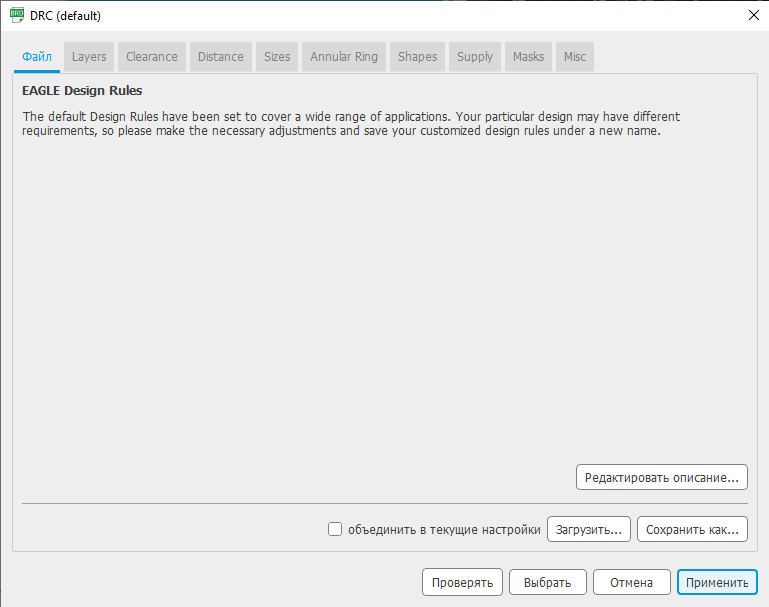 DRC (default)
Файл Layers Clearance Distance Sizes Annular Ring Shapes Supply Masks Misc
EAGLE Design Rules
The default Design Rules have been set to cover a wide range of applications. Your particular design may have different
requirements, so please make the necessary adjustments and save your customized design rules under a new name.
Редактировать описание...
объединить в текущие настройки Загрузить... Сохранить как...
Проверять Выбрать Отмена Применить